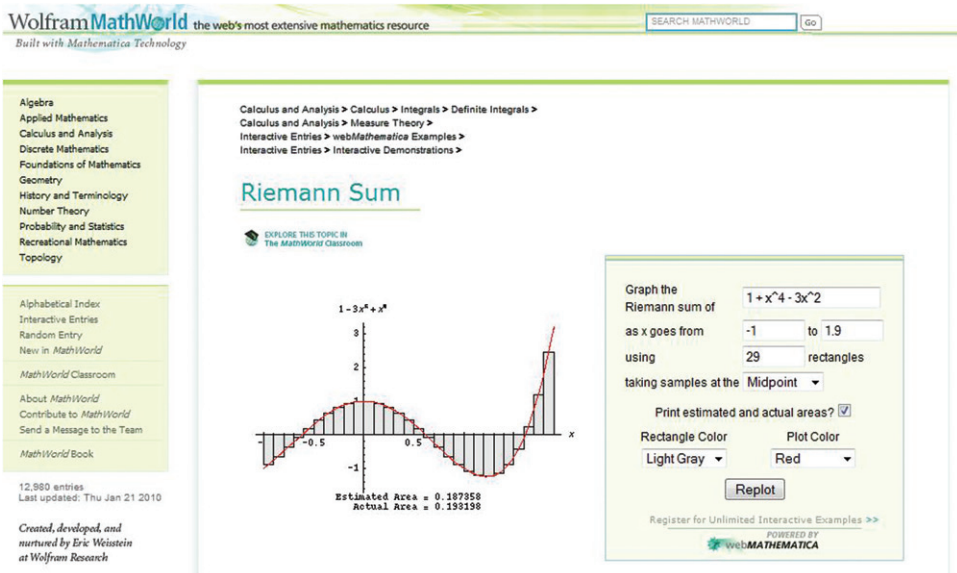 Wolfram MathWorld the web's most extensive mathematics resource
SEARCH MATHWORLD Go
Built with Mathematica Technology
Algebra
Applied Mathematics
Calculus and Analysis
Discrete Mathematics
Foundations of Mathematics
Geometry
History and Terminology
Number Theory
Probability and Statistics
Recreational Mathematics
Topology
Alphabetical Index
Interactive Entries
Random Entry
New in MathWorld
MathWorld Classroom
About MathWorld
Contribute to MathWorld
Send a Message to the Team
MathWorld Book
12,980 entries
Last updated: Thu Jan 21 2010
Created, developed, and
nurtured by Eric Weisstein
at Wolfram Research
Calculus and Analysis > Calculus > Integrals > Definite Integrals >
Calculus and Analysis > Measure Theory >
Interactive Entries > webMathematica Examples >
Interactive Entries > Interactive Demonstrations >
Riemann Sum
EXPLORE THIS TOPIC IN
The MathWorld Classroom
3
2
1
-0.5
0.5
x
-1
Estimated Area = 0.187358
Actual Area = 0.193198
Graph the
Riemann sum of 1 + x^4 - 3x^2
as x goes from -1 to 1.9
using 29 rectangles
taking samples at the Midpoint
Print estimated and actual areas?
Rectangle Color Plot Color
Light Gray Red
Replot
Register for Unlimited Interactive Examples >>
POWERED BY
webMATHEMATICA